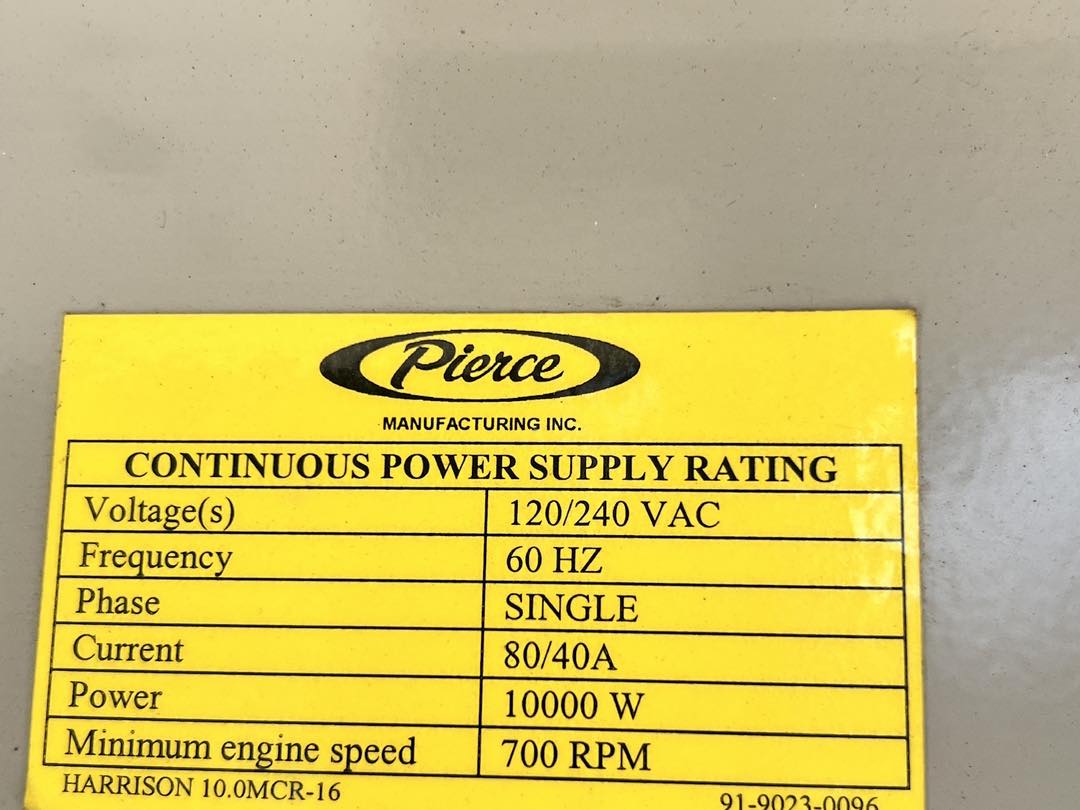 Pierce
MANUFACTURING INC.
CONTINUOUS POWER SUPPLY RATING
Voltage(s) 120/240 VAC
Frequency 60 HZ
Phase SINGLE
Current 80/40A
Power 10000 W
Minimum engine speed 700 RPM
HARRISON 10.0MCR-16 91-9023-0096